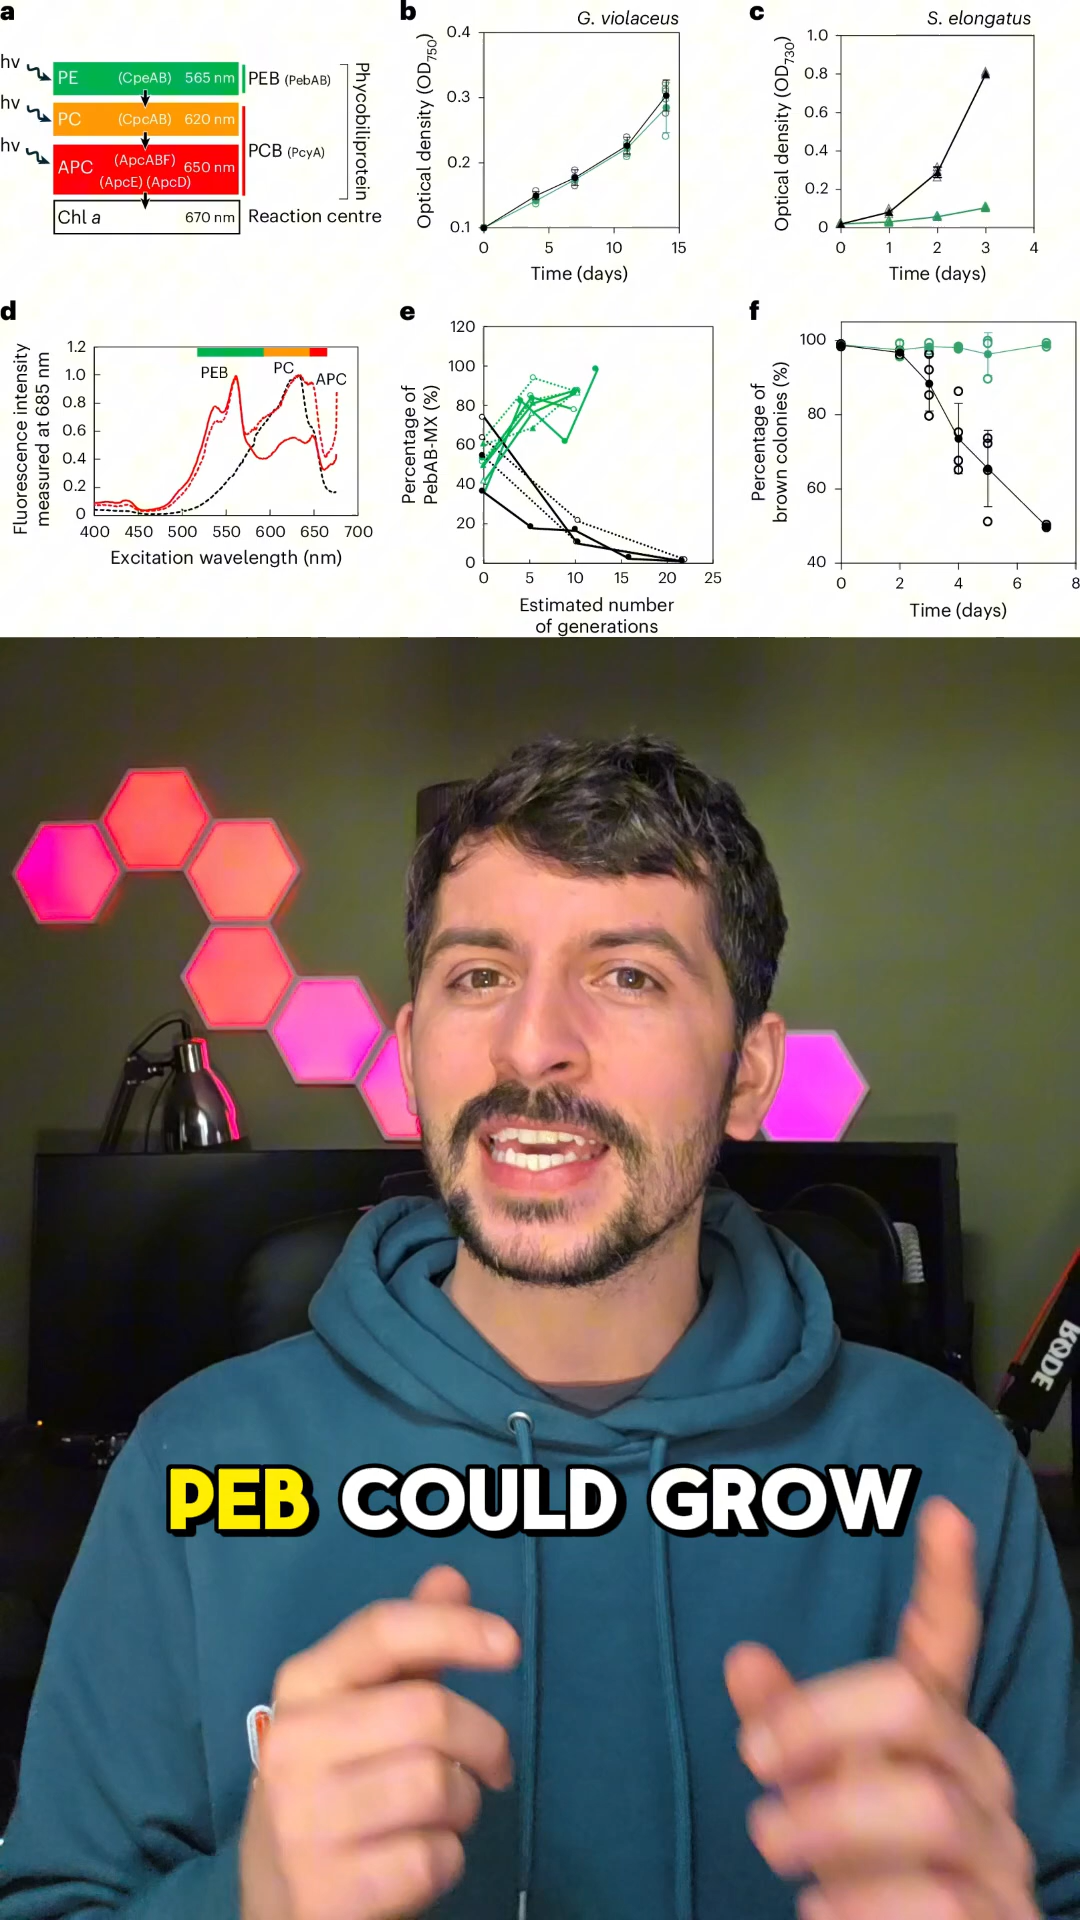 a
hv
PE (CpeAB) 565 nm
PEB (PebAB)
hv
PC (CpcAB) 620 nm
hv
APC (ApcABF) 650 nm
(ApcE) (ApcD)
PCB (PcyA)
Phycobiliprotein
Chl a 670 nm
Reaction centre
b
G. violaceus
Optical density (OD750)
0.4
0.3
0.2
0.1
0 5 10 15
Time (days)
c
S. elongatus
Optical density (OD730)
1.0
0.8
0.6
0.4
0.2
0
0 1 2 3 4
Time (days)
d
Fluorescence intensity
measured at 685 nm
1.2
1.0
0.8
0.6
0.4
0.2
0
PEB
PC
APC
400 450 500 550 600 650 700
Excitation wavelength (nm)
e
Percentage of
PebAB-MX (%)
120
100
80
60
40
20
0
0 5 10 15 20 25
Estimated number
of generations
f
Percentage of
brown colonies (%)
100
80
60
40
0 2 4 6 8
Time (days)
RØDE
PEB COULD GROW